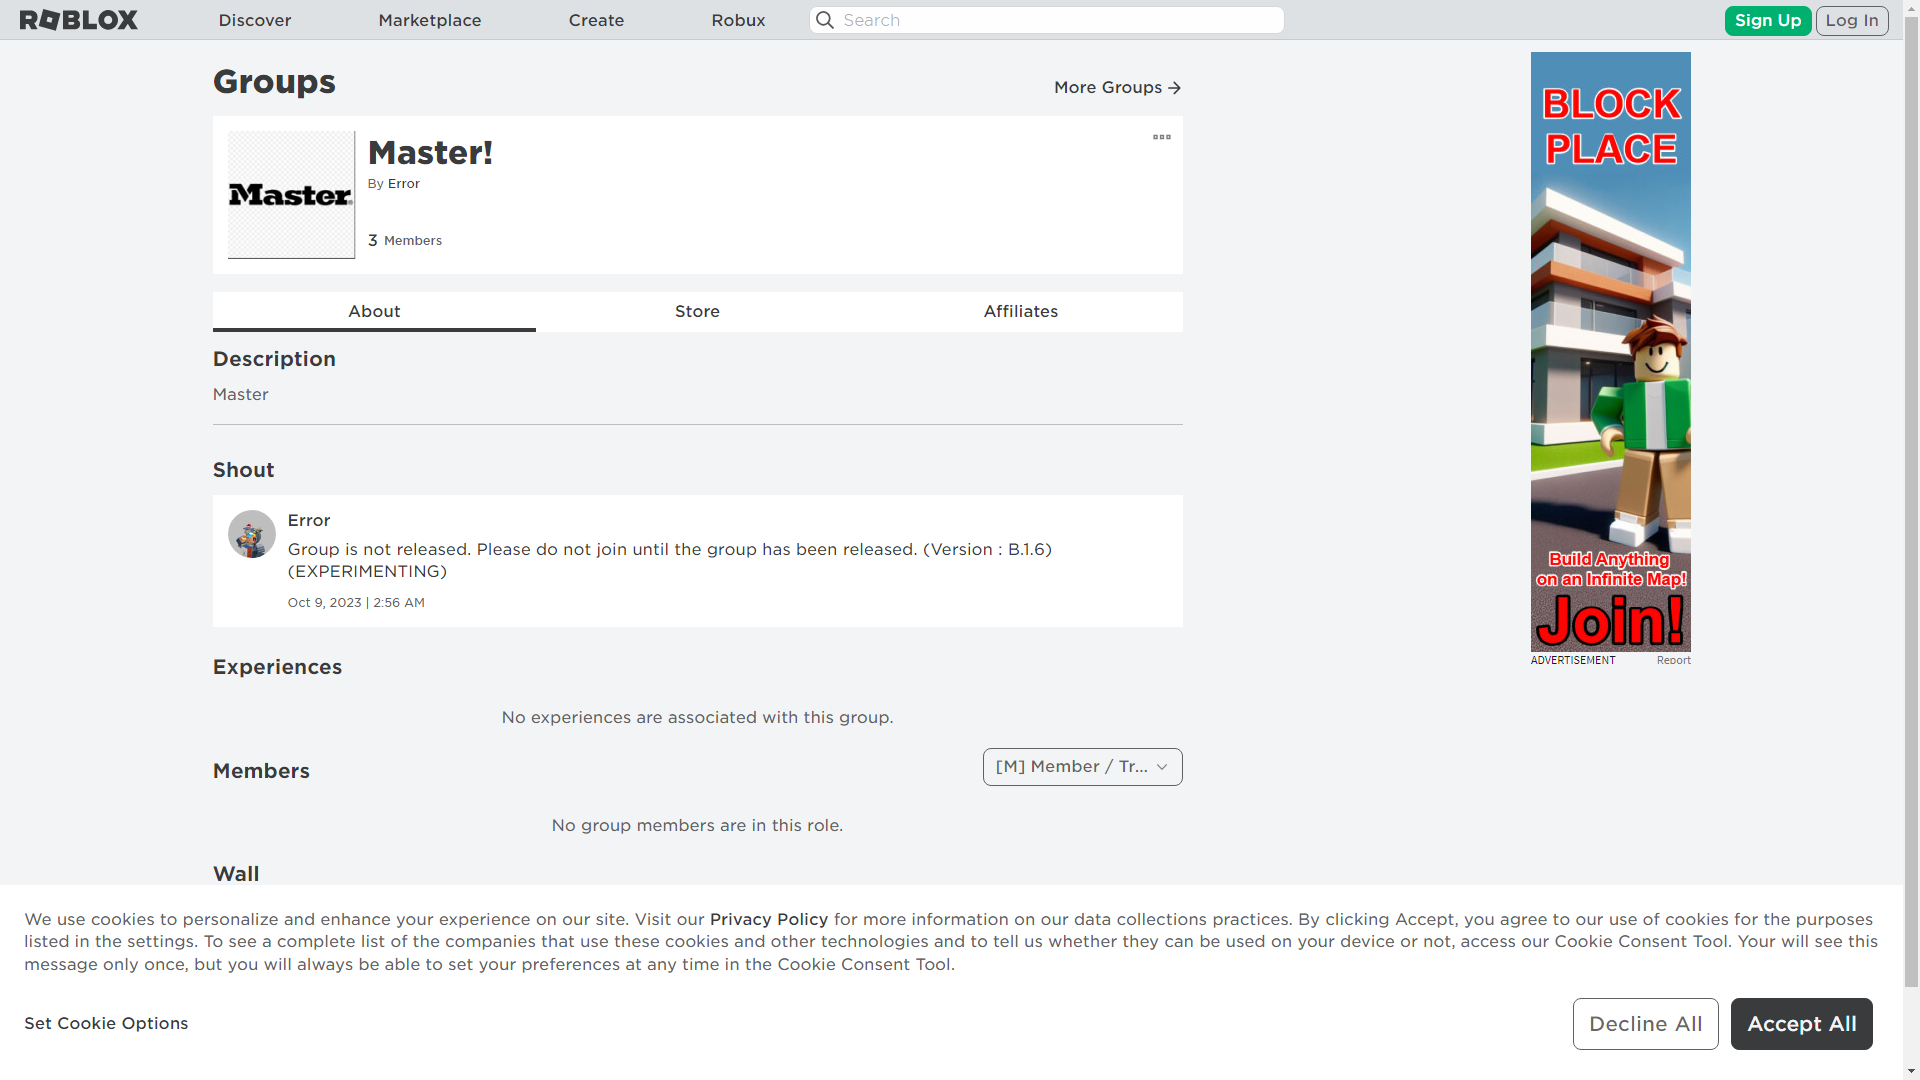 ROBLOX
Discover
Marketplace
Create
Robux
Search
Sign Up
Log In
Groups
More Groups
Master.
Master!
By Error
3 Members
About
Store
Affiliates
Description
Master
Shout
Error
Group is not released. Please do not join until the group has been released. (Version : B.1.6)
(EXPERIMENTING)
Oct 9, 2023 | 2:56 AM
Experiences
No experiences are associated with this group.
Members
[M] Member / Tr...
No group members are in this role.
Wall
BLOCK
PLACE
Build Anything
on an Infinite Map!
Join!
ADVERTISEMENT
Report
We use cookies to personalize and enhance your experience on our site. Visit our Privacy Policy for more information on our data collections practices. By clicking Accept, you agree to our use of cookies for the purposes
listed in the settings. To see a complete list of the companies that use these cookies and other technologies and to tell us whether they can be used on your device or not, access our Cookie Consent Tool. Your will see this
message only once, but you will always be able to set your preferences at any time in the Cookie Consent Tool.
Set Cookie Options
Decline All
Accept All